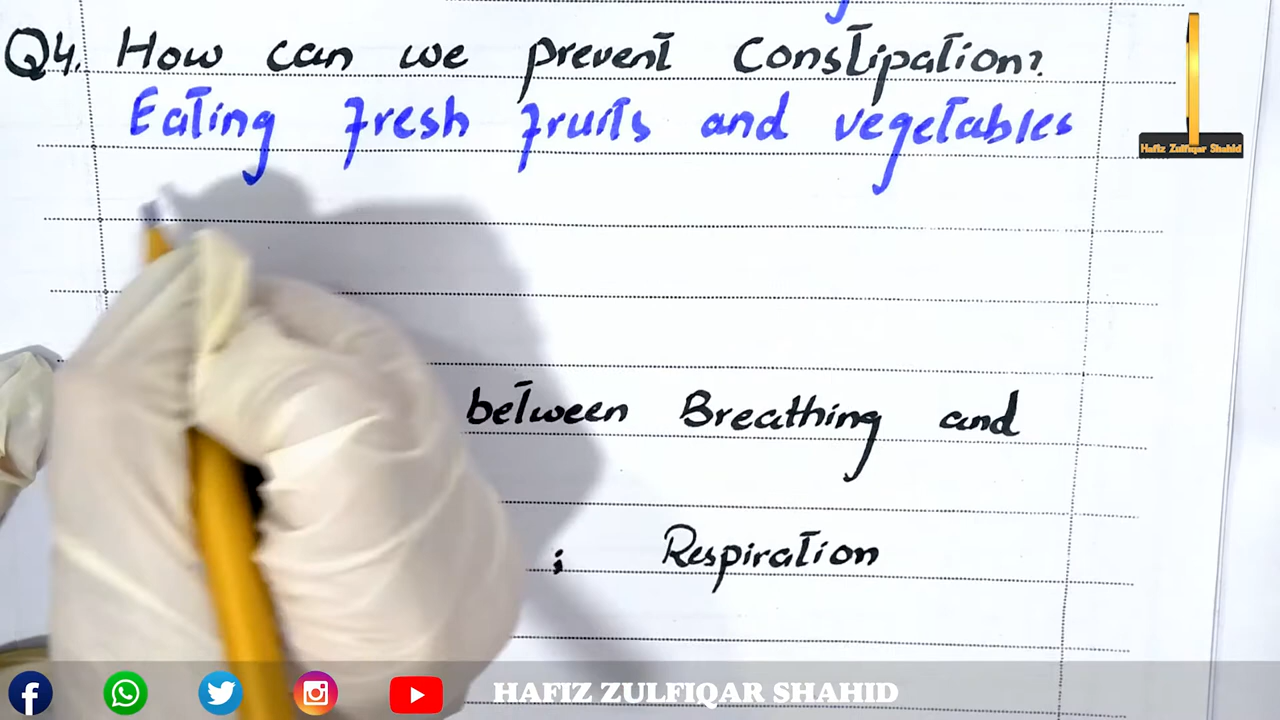 Q4. How can we prevent Constipation?
Eating fresh fruits and vegetables
between Breathing and
; Respiration
Hafiz Zulfiqar Shahid
HAFIZ ZULFIQAR SHAHID